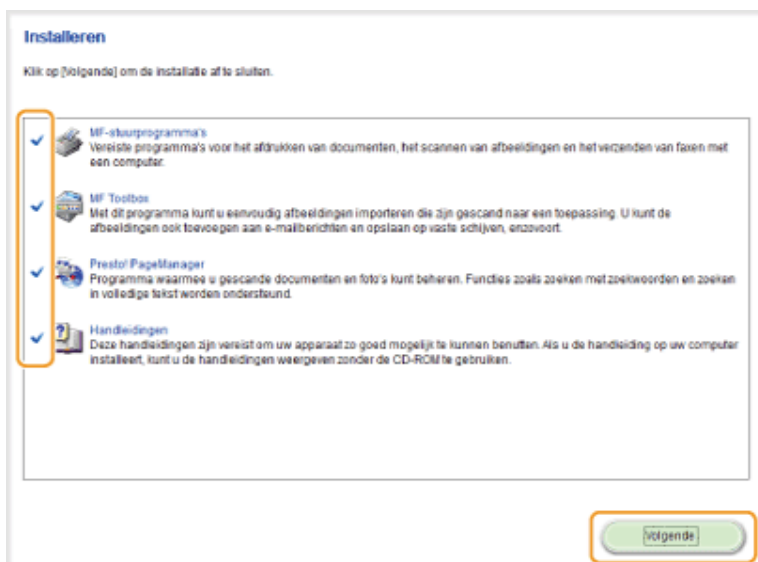 Installeren
Klik op [Volgende] om de installatie af te sluiten.
MF-stuurprogramma's
Vereiste programma's voor het afdrukken van documenten, het scannen van afbeeldingen en het verzenden van faxen met
een computer.
MF Toolbox
Met dit programma kunt u eenvoudig afbeeldingen importeren die zijn gescand naar een toepassing. U kunt de
afbeeldingen ook toevoegen aan e-mailberichten en opslaan op vaste schijven, enzovoort.
Presto! PageManager
Programma waarmee u gescande documenten en foto's kunt beheren. Functies zoals zoeken met zoekwoorden en zoeken
in volledige tekst worden ondersteund.
Handleidingen
Deze handleidingen zijn vereist om uw apparaat zo goed mogelijk te kunnen benutten. Als u de handleiding op uw computer
installeert, kunt u de handleidingen weergeven zonder de CD-ROM te gebruiken.
Volgende